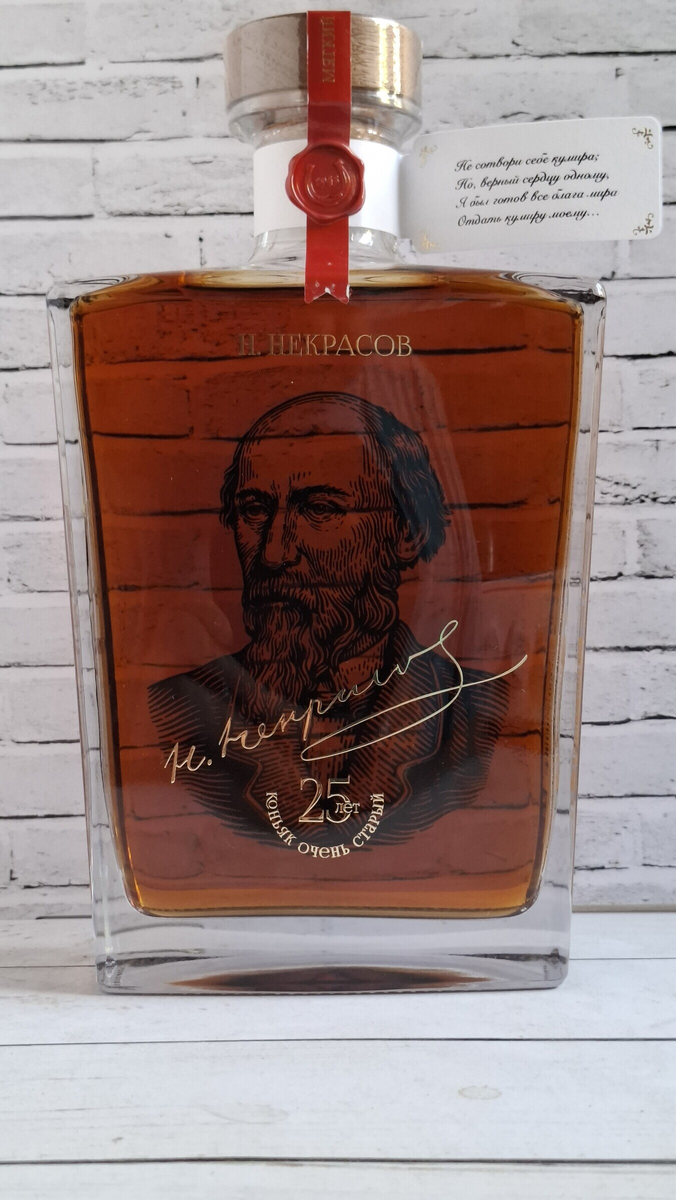 Не сотвори себе кумира;
Но, верный сердцу одному,
Я был готов все блага мира
Отдать кумиру моему...
Н. НЕКРАСОВ
Н. Некрасов
25
лет
КОНЬЯК ОЧЕНЬ СТАРЫЙ